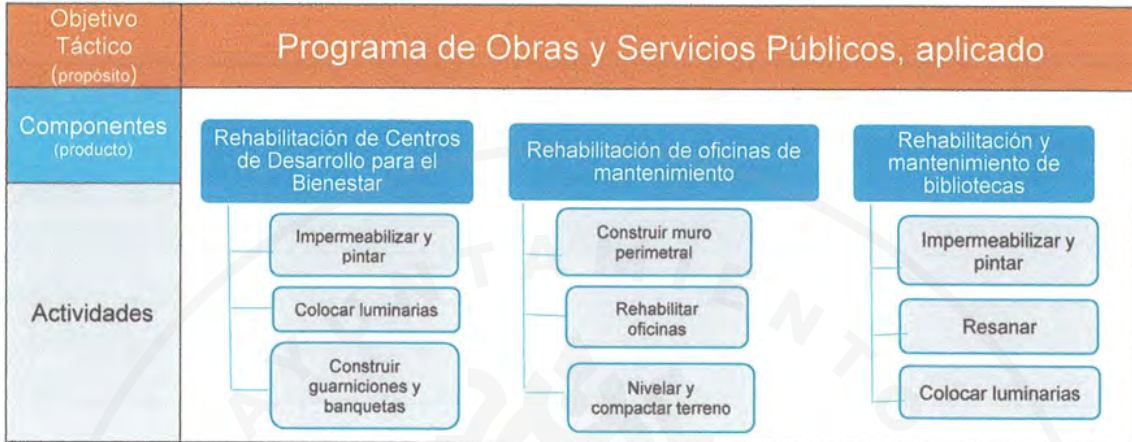 Objetivo
Táctico
(propósito)
Programa de Obras y Servicios Públicos, aplicado
Componentes
(producto)
Rehabilitación de Centros
de Desarrollo para el
Bienestar
Rehabilitación de oficinas de
mantenimiento
Rehabilitación y
mantenimiento de
bibliotecas
Actividades
Impermeabilizar y
pintar
Colocar luminarias
Construir
guarniciones y
banquetas
Construir muro
perimetral
Rehabilitar
oficinas
Nivelar y
compactar terreno
Impermeabilizar y
pintar
Resanar
Colocar luminarias
AYUNTAMIENTO